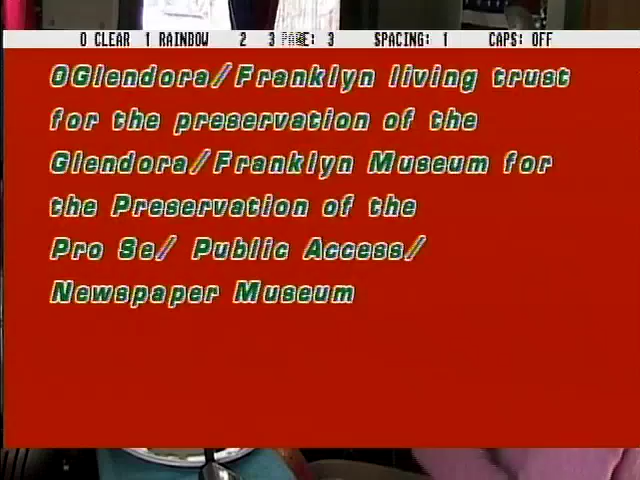 0 CLEAR 1 RAINBOW 2 3 PAGE: 3 SPACING: 1 CAPS: OFF
OGlendora/Franklyn living trust
for the preservation of the
Glendora/Franklyn Museum for
the Preservation of the
Pro Se/ Public Access/
Newspaper Museum